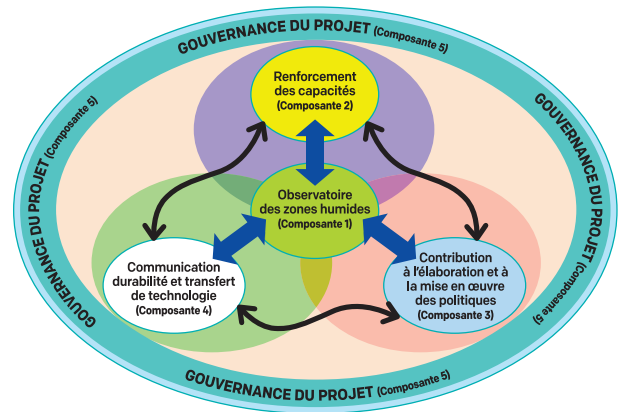 GOUVERNANCE DU PROJET (Composante 5)
GOUVERNANCE DU PROJET (Composante 5)
GOUVERNANCE DU PROJET (Composante 5)
Renforcement
des capacités
(Composante 2)
Observatoire
des zones humides
(Composante 1)
Communication
durabilité et transfert
de technologie
(Composante 4)
Contribution
à l'élaboration et à
la mise en œuvre
des politiques
(Composante 3)
GOUVERNANCE DU PROJET (Composante 5)